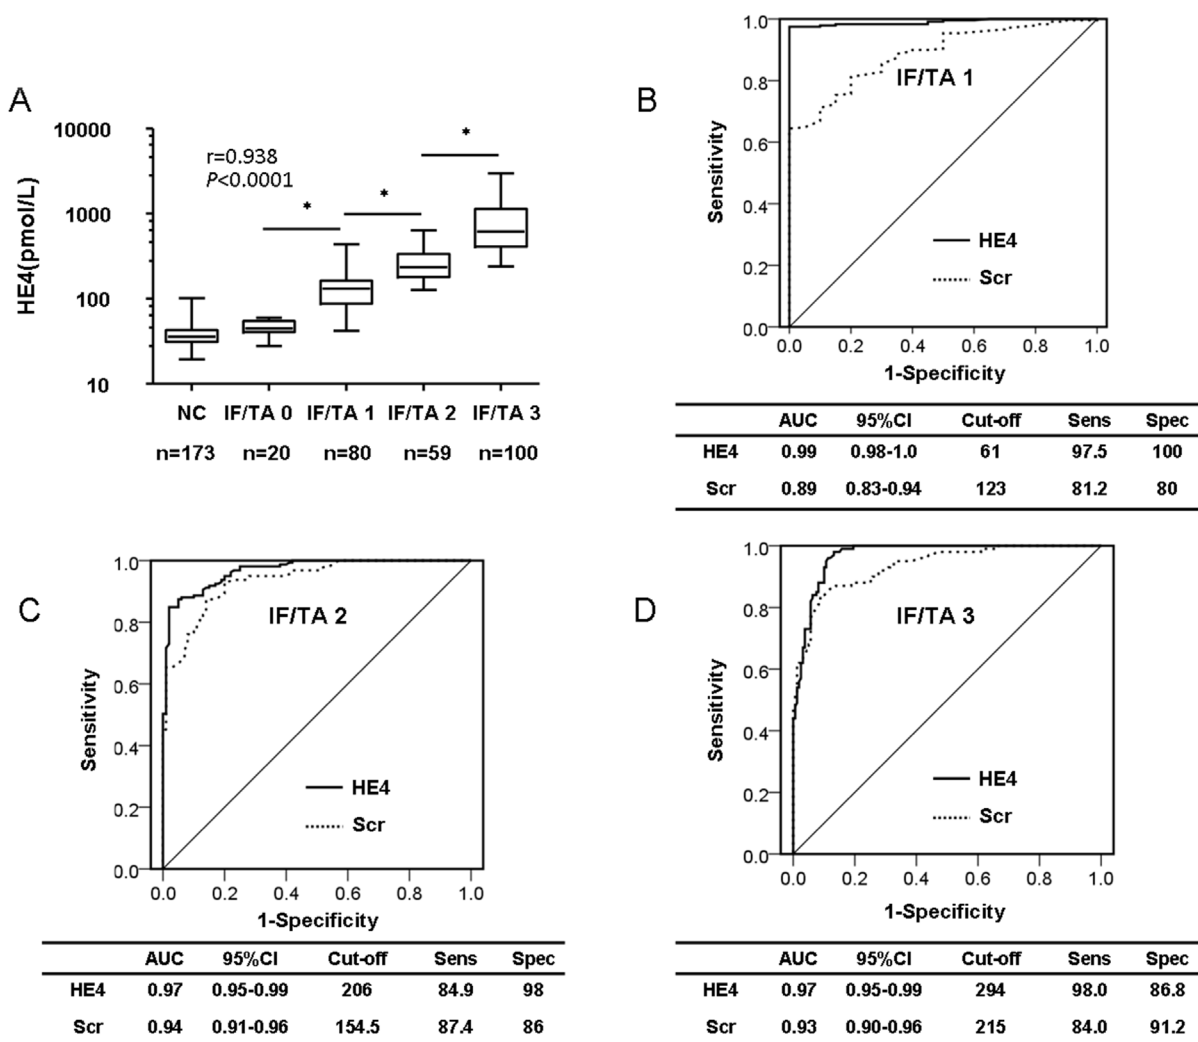 A
HE4(pmol/L)
10000
1000
100
10
r=0.938
P<0.0001
*
*
*
NC IF/TA 0 IF/TA 1 IF/TA 2 IF/TA 3
n=173 n=20 n=80 n=59 n=100
B
Sensitivity
1.0
0.8
0.6
0.4
0.2
0.0
IF/TA 1
HE4
Scr
0.0 0.2 0.4 0.6 0.8 1.0
1-Specificity
AUC 95%CI Cut-off Sens Spec
HE4 0.99 0.98-1.0 61 97.5 100
Scr 0.89 0.83-0.94 123 81.2 80
C
Sensitivity
1.0
0.8
0.6
0.4
0.2
0.0
IF/TA 2
HE4
Scr
0.0 0.2 0.4 0.6 0.8 1.0
1-Specificity
AUC 95%CI Cut-off Sens Spec
HE4 0.97 0.95-0.99 206 84.9 98
Scr 0.94 0.91-0.96 154.5 87.4 86
D
Sensitivity
1.0
0.8
0.6
0.4
0.2
0.0
IF/TA 3
HE4
Scr
0.0 0.2 0.4 0.6 0.8 1.0
1-Specificity
AUC 95%CI Cut-off Sens Spec
HE4 0.97 0.95-0.99 294 98.0 86.8
Scr 0.93 0.90-0.96 215 84.0 91.2